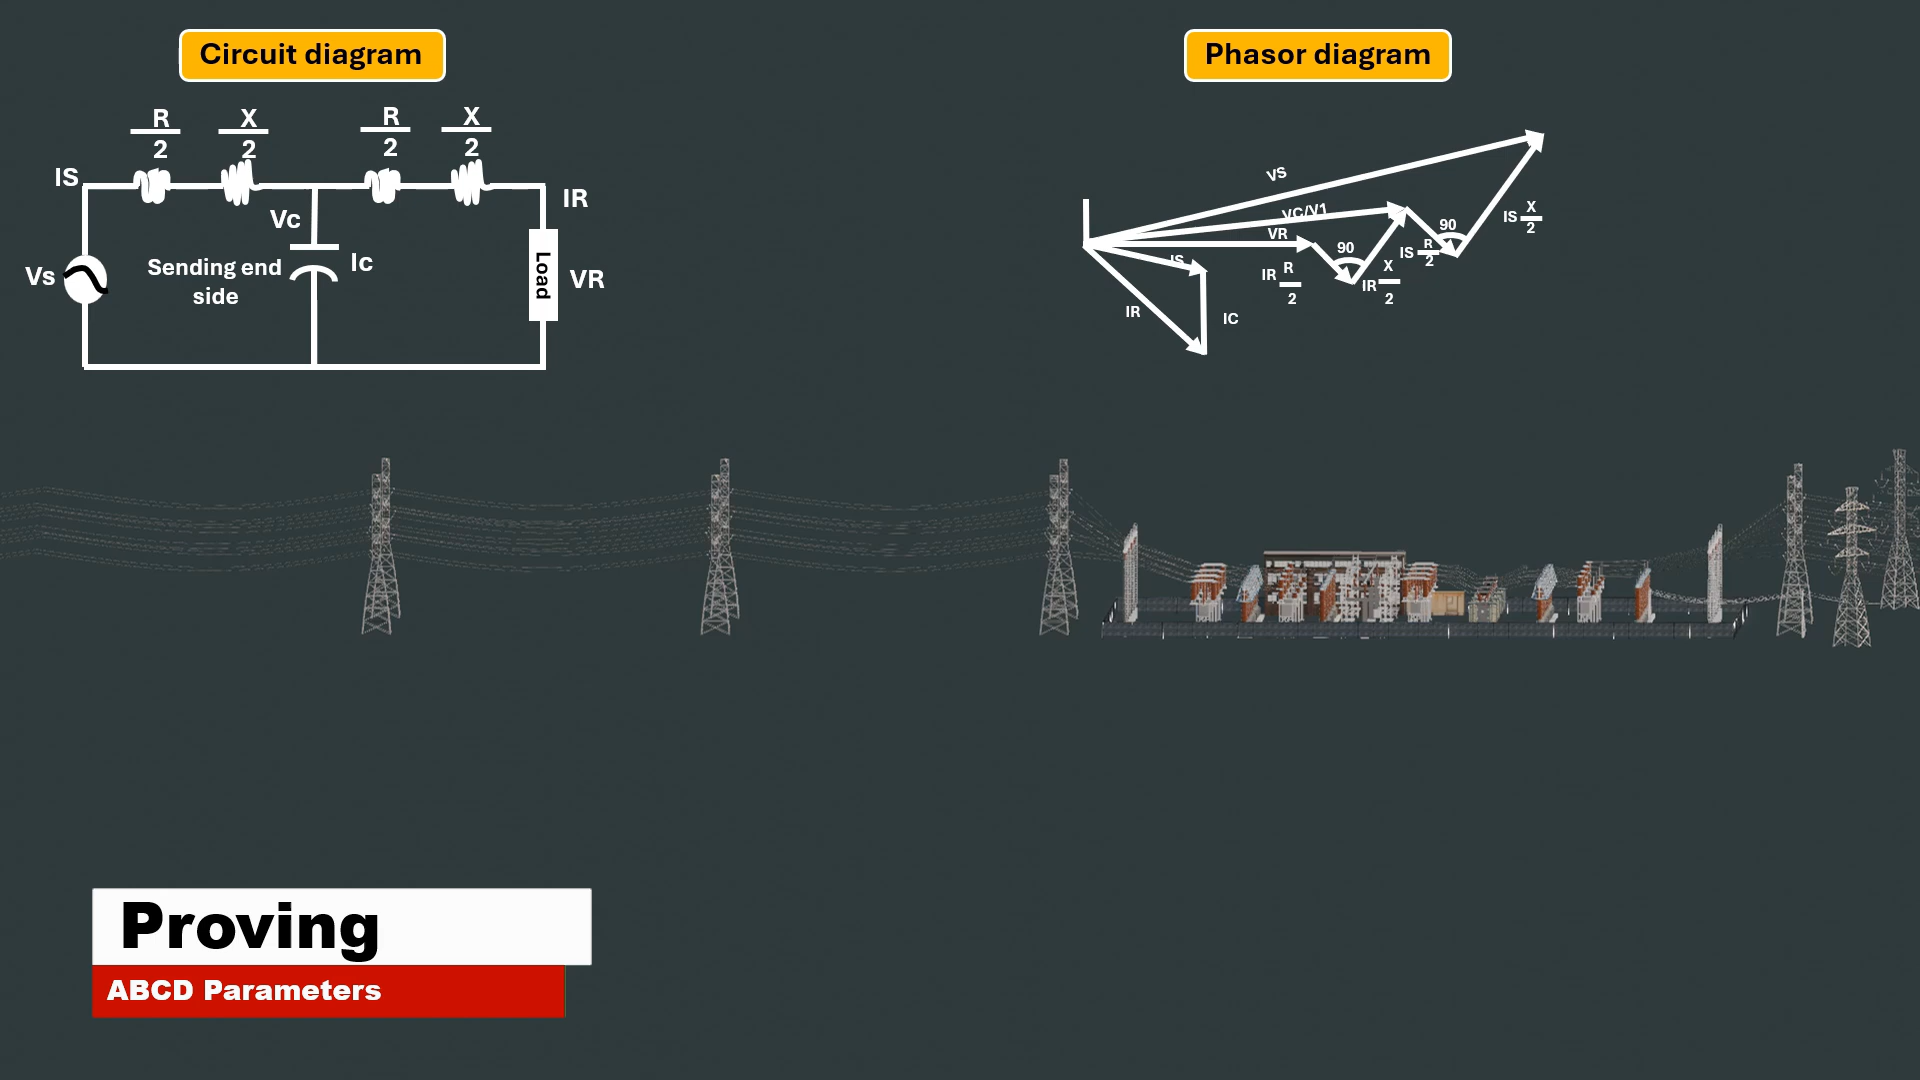 Circuit diagram
R X R X
2 2 2 2
IS
IR
Vc
Vs
Sending end
side
Ic
Load
VR
Phasor diagram
VS
VC/V1
VR
IS
IR
IC
90
IR R
2
IR X
2
90
IS R
2
IS X
2
Proving
ABCD Parameters